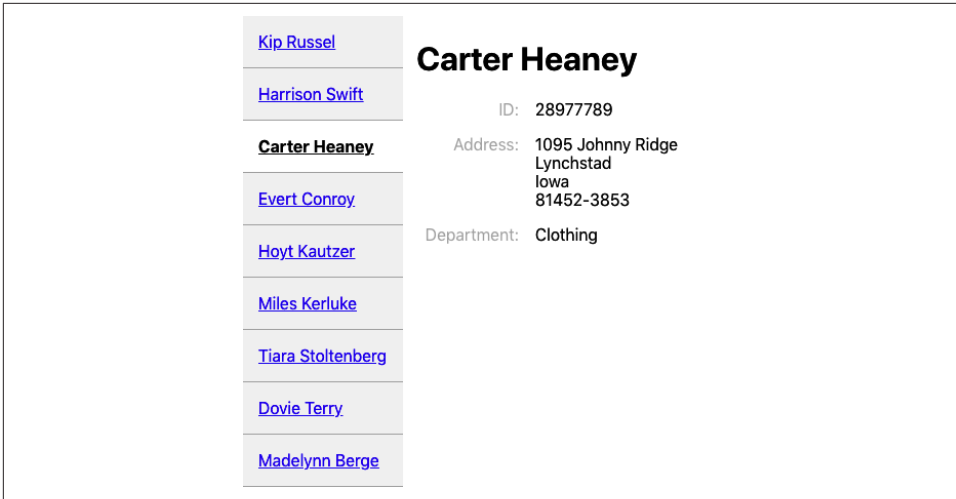 Kip Russel
Harrison Swift
Carter Heaney
Evert Conroy
Hoyt Kautzer
Miles Kerluke
Tiara Stoltenberg
Dovie Terry
Madelynn Berge
Carter Heaney
ID: 28977789
Address: 1095 Johnny Ridge
Lynchstad
Iowa
81452-3853
Department: Clothing